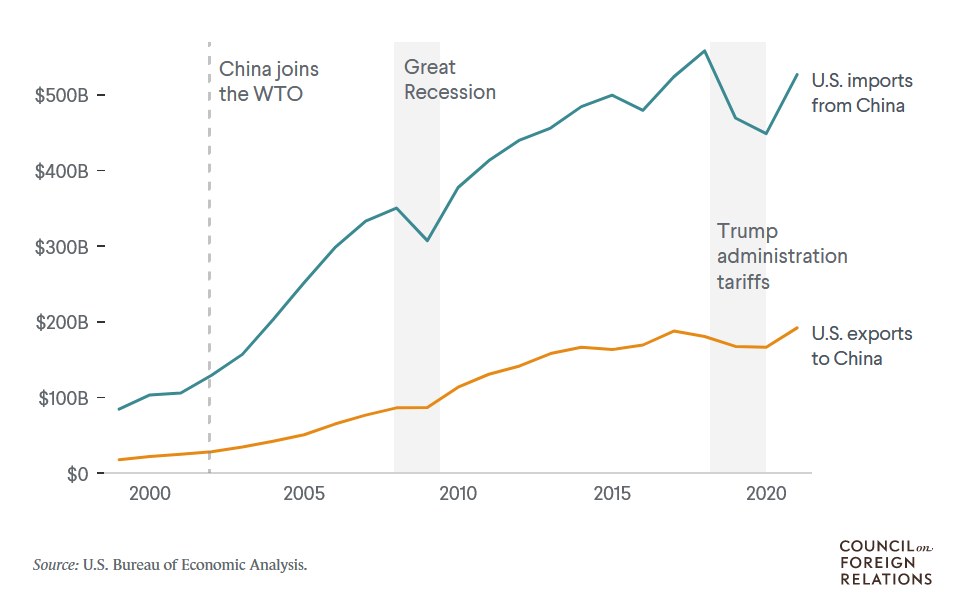 China joins
the WTO
Great
Recession
U.S. imports
from China
$500B
$400B
$300B
$200B
$100B
$0
Trump
administration
tariffs
U.S. exports
to China
2000
2005
2010
2015
2020
Source: U.S. Bureau of Economic Analysis.
COUNCIL on
FOREIGN
RELATIONS